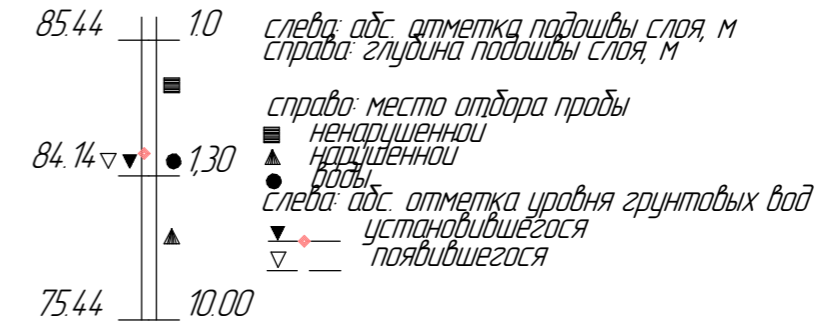 85.44 1.0 слева: абс. отметка подошвы слоя, м
справа: глубина подошвы слоя, м
справо: место отбора пробы
ненарушенной
84.14 1,30 нарушенной
воды
слева: абс. отметка уровня грунтовых вод
установившегося
появившегося
75.44 10.00